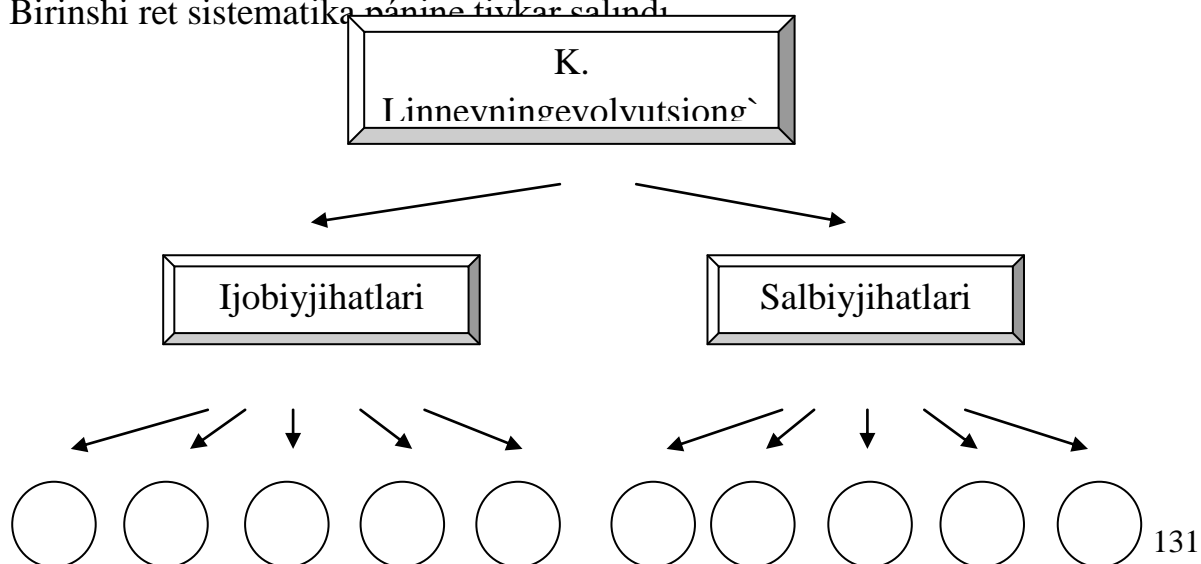 Birinshi ret sistematika pánine tiykar salındı
K.
Linneyningevolyutsiong`
Ijobiyjihatlari
Salbiyjihatlari
131